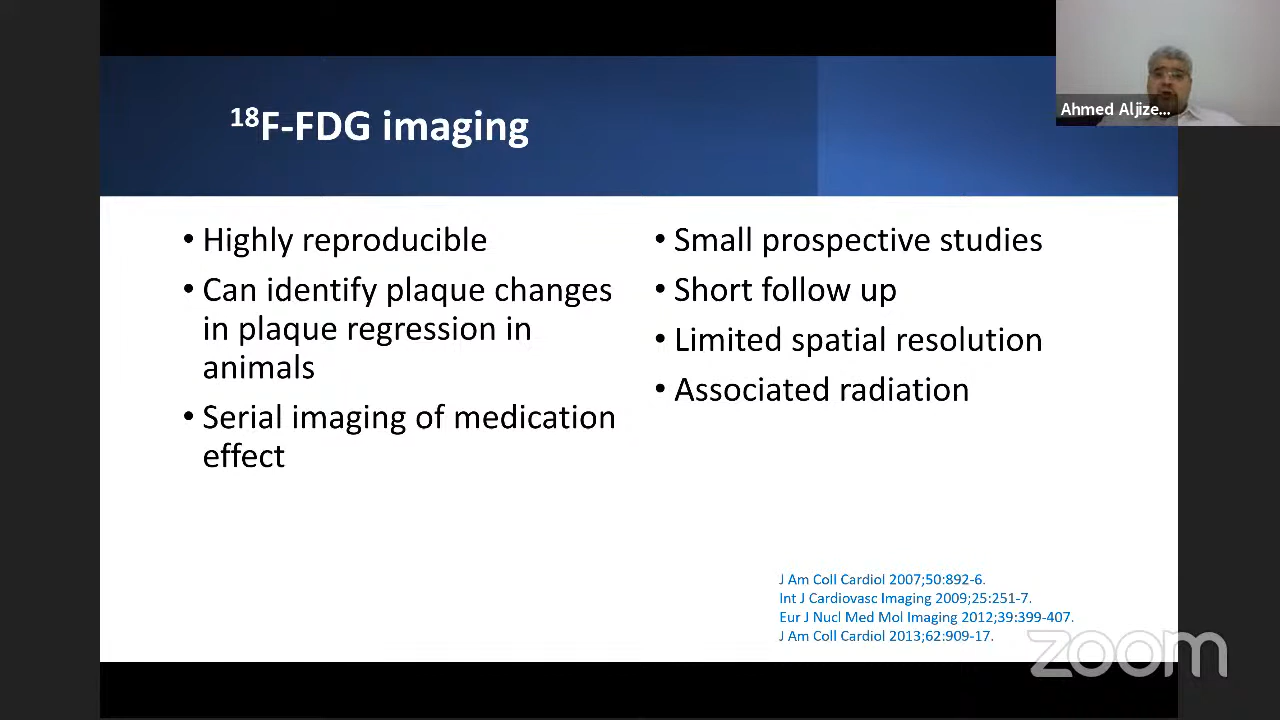 18F-FDG imaging
• Highly reproducible
• Can identify plaque changes
in plaque regression in
animals
• Serial imaging of medication
effect
• Small prospective studies
• Short follow up
• Limited spatial resolution
• Associated radiation
J Am Coll Cardiol 2007;50:892-6.
Int J Cardiovasc Imaging 2009;25:251-7.
Eur J Nucl Med Mol Imaging 2012;39:399-407.
J Am Coll Cardiol 2013;62:909-17.
Ahmed Aljize...
zoom